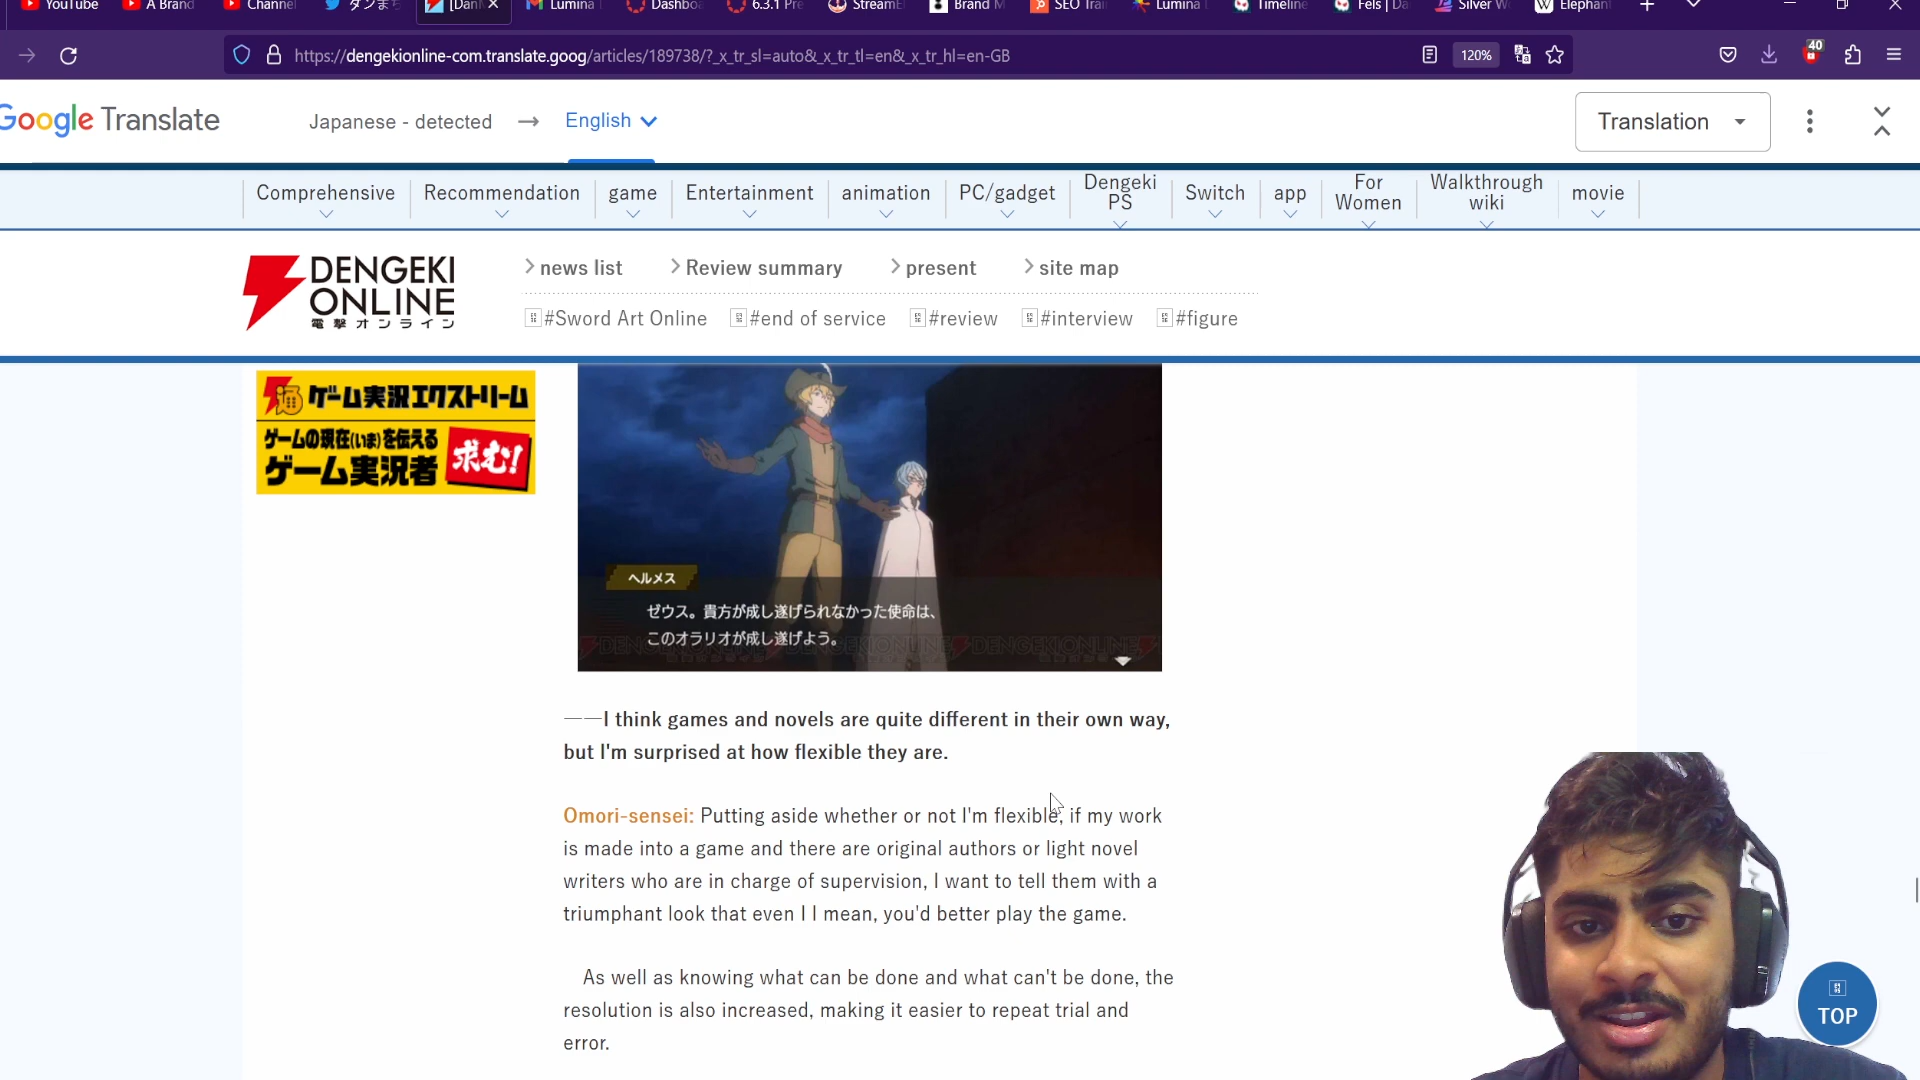 YouTube
A Brand
Channel
ダンまち
[DanM
Lumina
Dashbo
6.3.1 Pre
StreamEl
Brand M
SEO Trai
Lumina
Timeline
Fels | Da
Silver W
Elephant
https://dengekionline-com.translate.goog/articles/189738/?_x_tr_sl=auto&_x_tr_tl=en&_x_tr_hl=en-GB
120%
40
Google Translate
Japanese - detected
→
English
Translation
Comprehensive
Recommendation
game
Entertainment
animation
PC/gadget
Dengeki
PS
Switch
app
For
Women
Walkthrough
wiki
movie
DENGEKI
ONLINE
電撃オンライン
news list
Review summary
present
site map
#Sword Art Online
#end of service
#review
#interview
#figure
ゲーム実況エクストリーム
ゲームの現在(いま)を伝える
ゲーム実況者
求む!
ヘルメス
ゼウス。貴方が成し遂げられなかった使命は、
このオラリオが成し遂げよう。
DENGEKIONLINE
——I think games and novels are quite different in their own way,
but I'm surprised at how flexible they are.
Omori-sensei: Putting aside whether or not I'm flexible, if my work
is made into a game and there are original authors or light novel
writers who are in charge of supervision, I want to tell them with a
triumphant look that even I I mean, you'd better play the game.
As well as knowing what can be done and what can't be done, the
resolution is also increased, making it easier to repeat trial and
error.
TOP